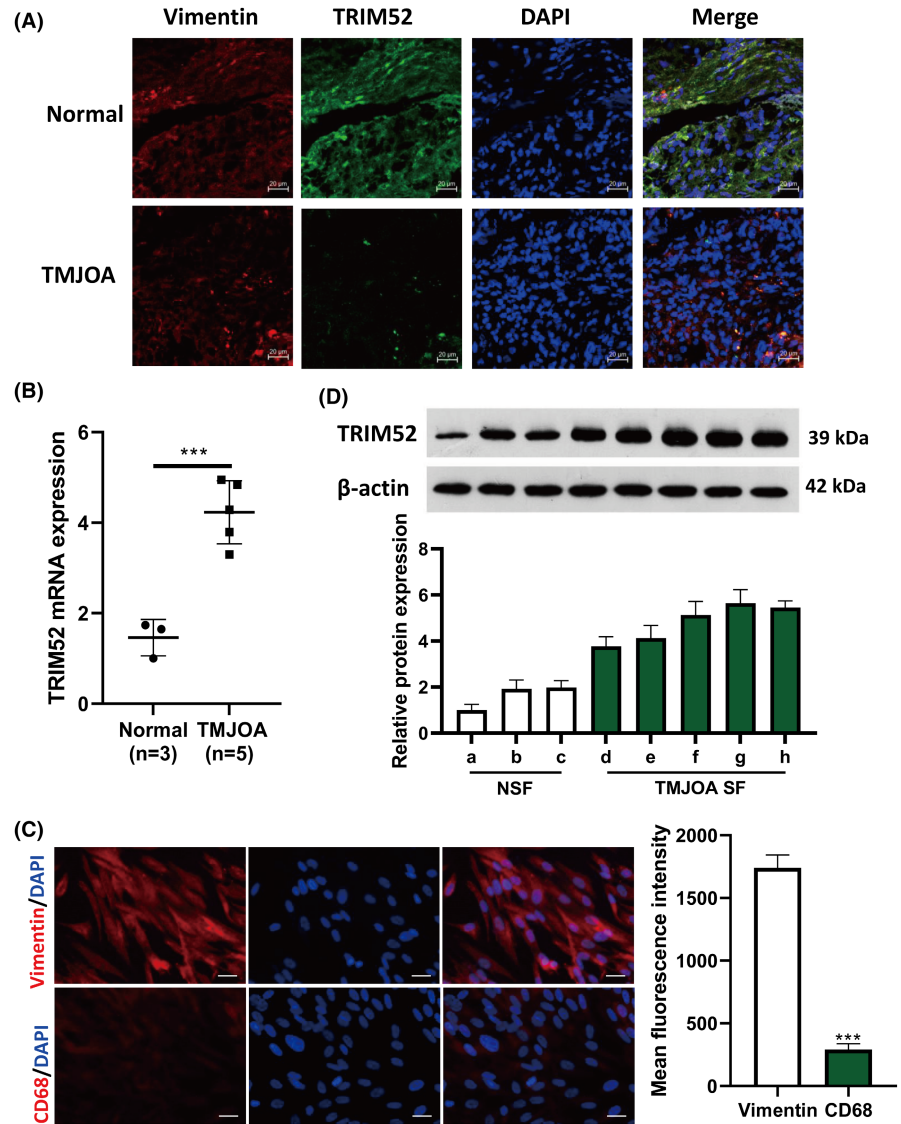 (A)
Vimentin TRIM52 DAPI Merge
Normal
20 μm 20 μm 20 μm 20 μm
TMJOA
20 μm 20 μm 20 μm 20 μm
(B)
TRIM52 mRNA expression
6
4
2
0
***
Normal TMJOA
(n=3) (n=5)
(D)
TRIM52 39 kDa
β-actin 42 kDa
Relative protein expression
8
6
4
2
0
a b c d e f g h
NSF TMJOA SF
(C)
Vimentin/DAPI
CD68/DAPI
Mean fluorescence intensity
2000
1500
1000
500
0
***
Vimentin CD68